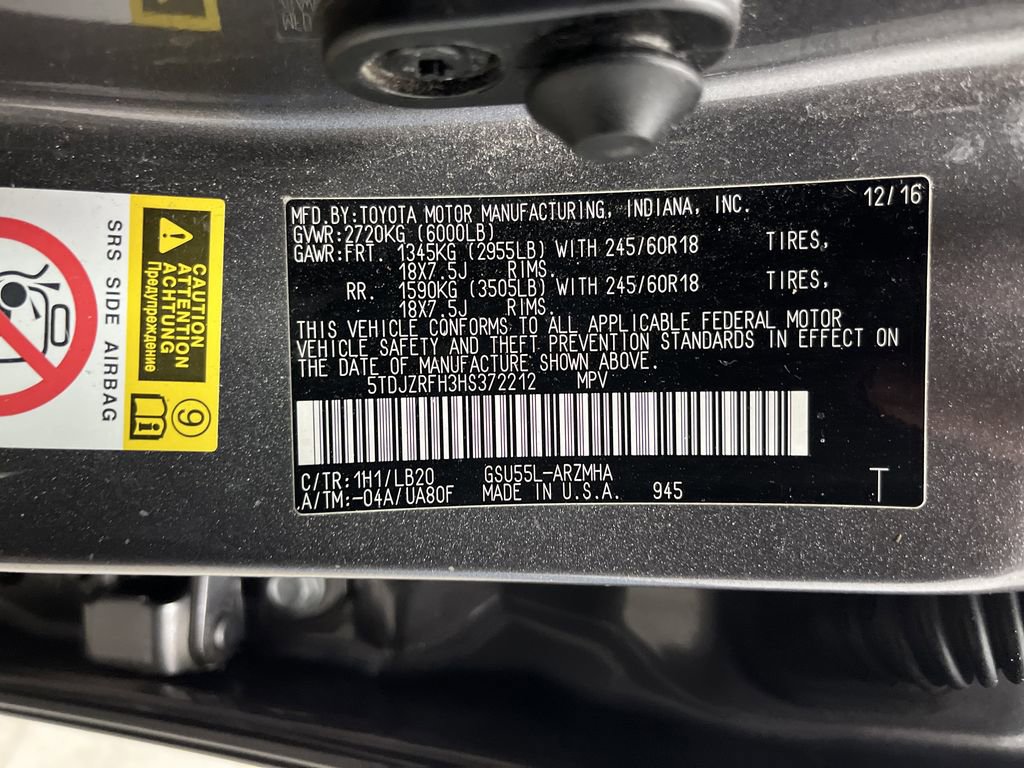 MFD. BY: TOYOTA MOTOR MANUFACTURING, INDIANA, INC. 12/16
GVWR: 2720KG (6000LB)
GAWR: FRT. 1345KG (2955LB) WITH 245/60R18 TIRES,
18X7.5J RIMS.
RR. 1590KG (3505LB) WITH 245/60R18 TIRES,
18X7.5J RIMS.
THIS VEHICLE CONFORMS TO ALL APPLICABLE FEDERAL MOTOR
VEHICLE SAFETY AND THEFT PREVENTION STANDARDS IN EFFECT ON
THE DATE OF MANUFACTURE SHOWN ABOVE.
5TDJZRFH3HS372212 MPV
C/TR: 1H1/LB20 GSU55L-ARZMHA
A/TM: -04A/UA80F MADE IN U.S.A. 945 T
CAUTION
ATTENTION
ACHTUNG
Предупреждение
9
i
SRS SIDE AIRBAG